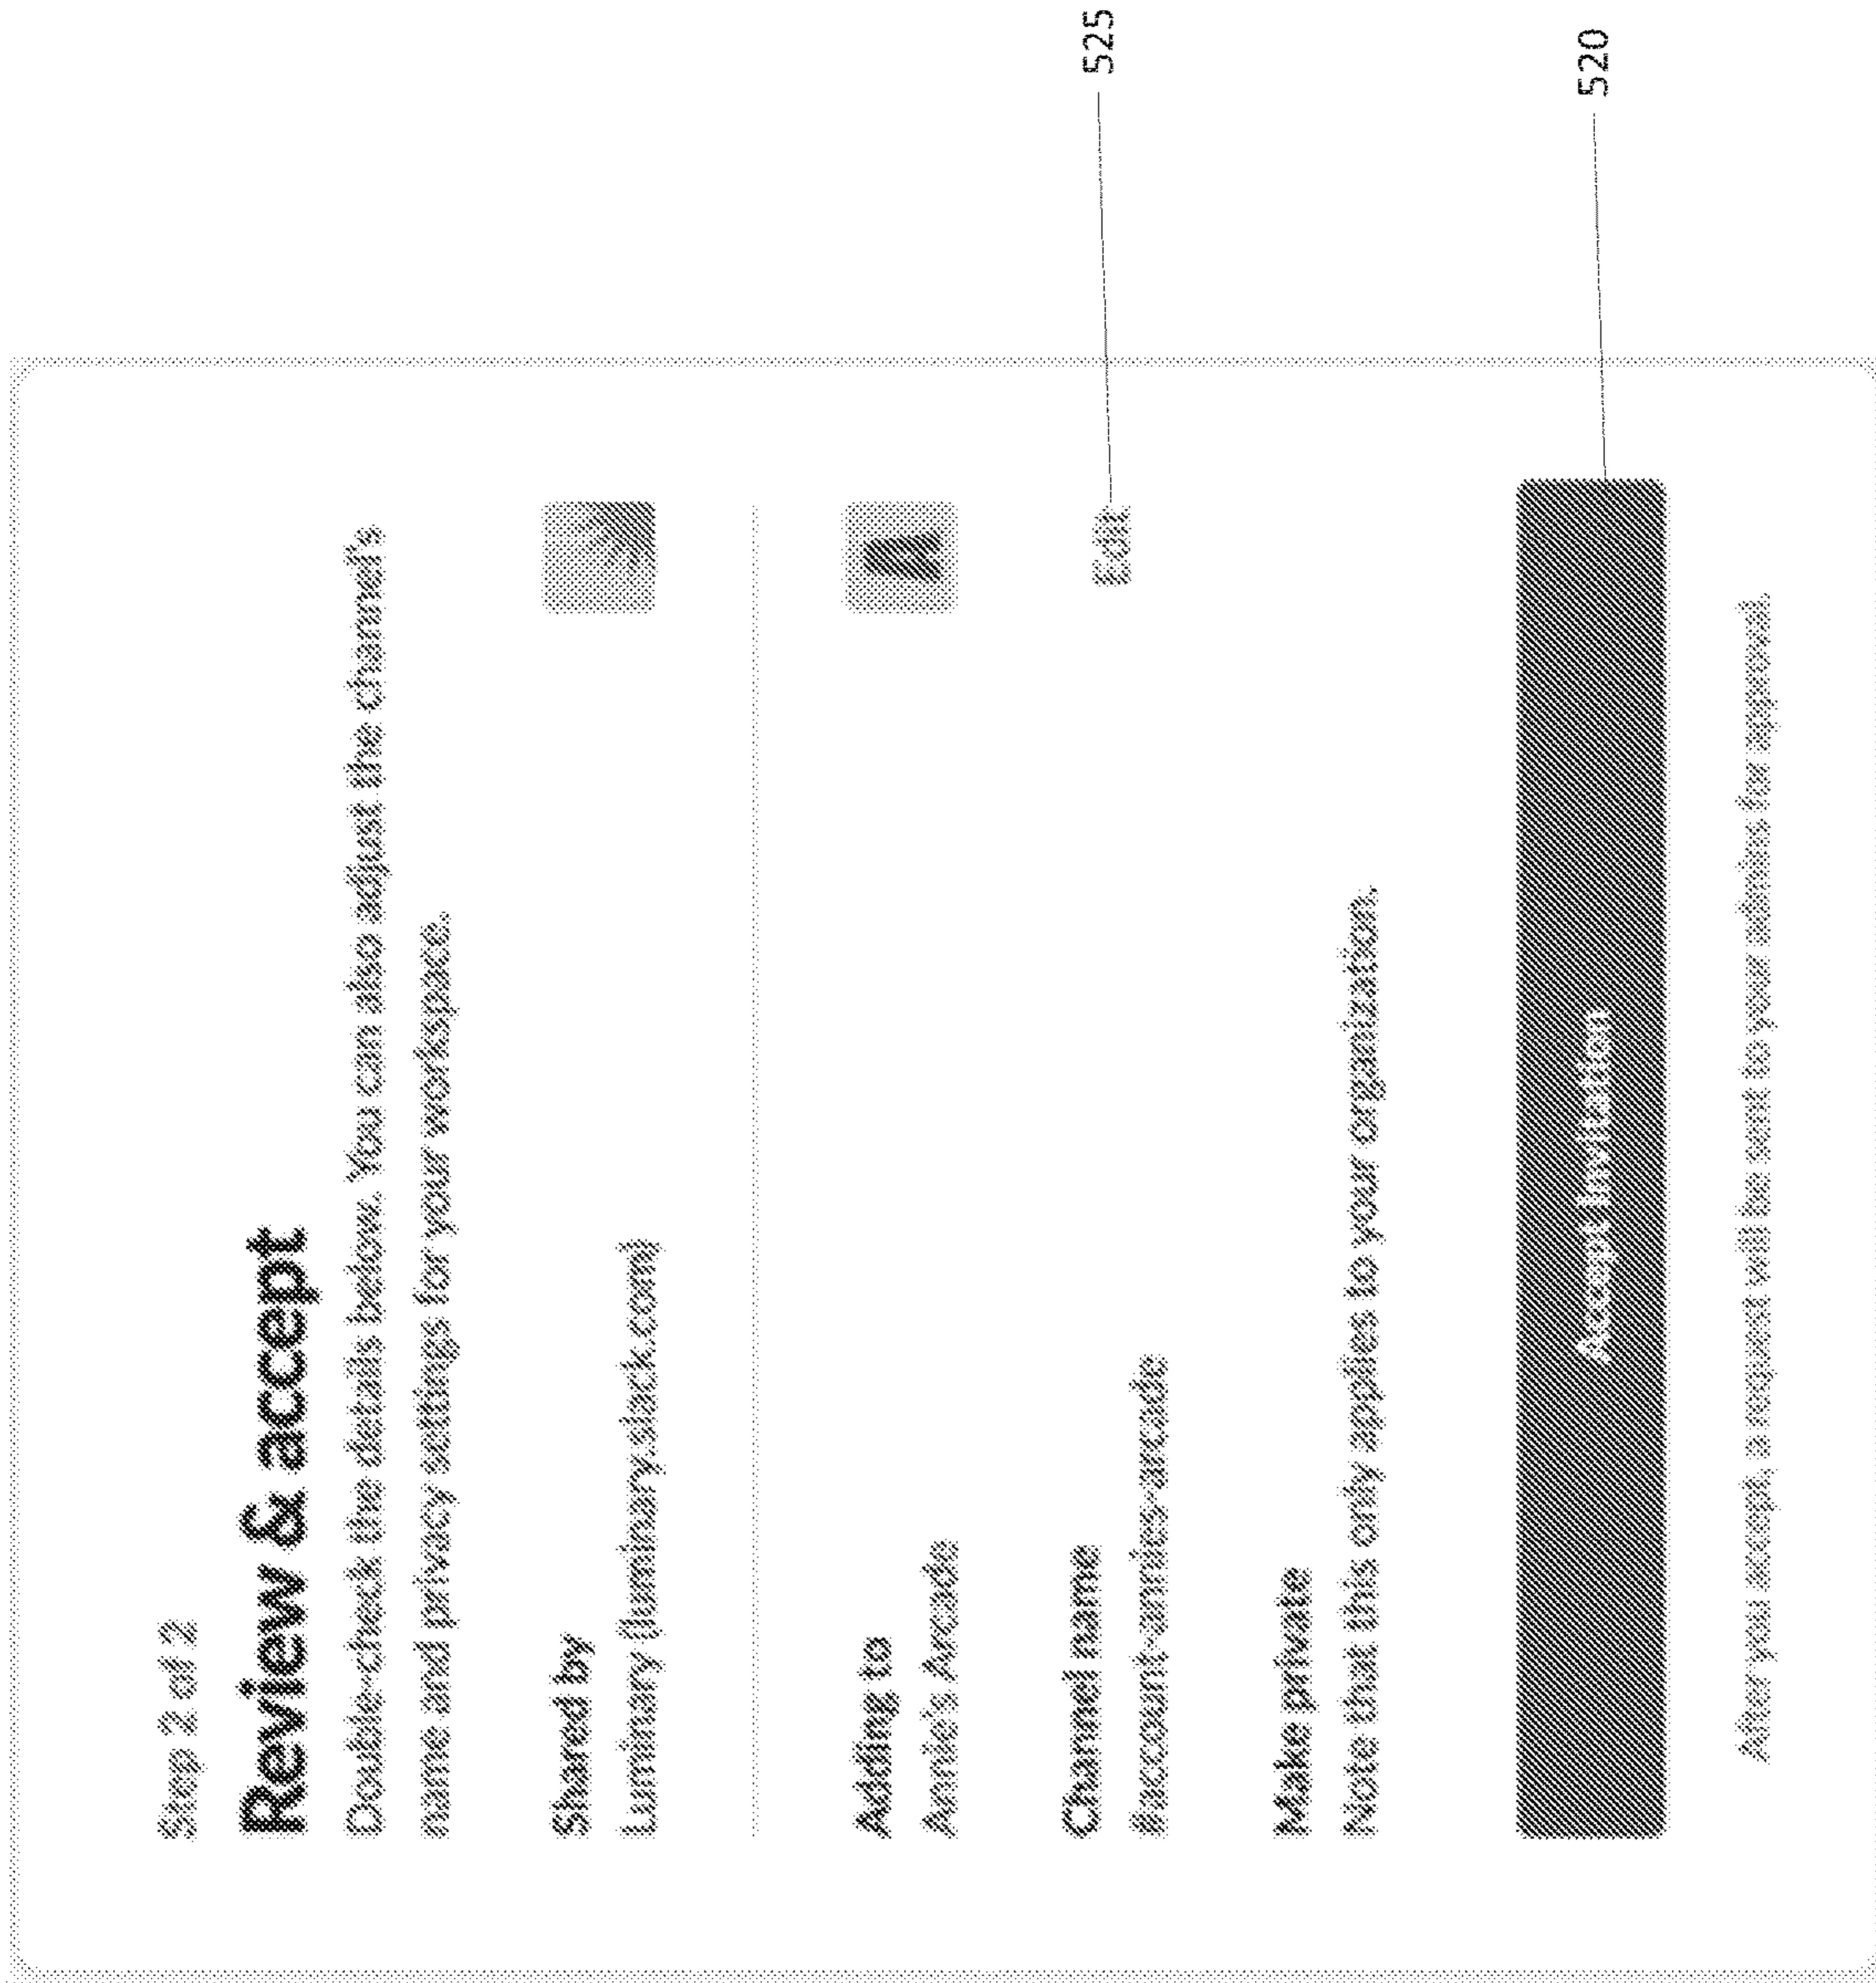 Step 2 of 2
Review & accept
Double-check the details below. You can also adjust the channel's
name and privacy settings for your workspace.
Shared by
Luminary (luminary.slack.com)
Adding to
Annie's Arcade
A
Channel name
#account-annies-arcade
Edit
525
Make private
Note that this only applies to your organization.
Accept Invitation
520
After you accept, a request will be sent to your admins for approval.